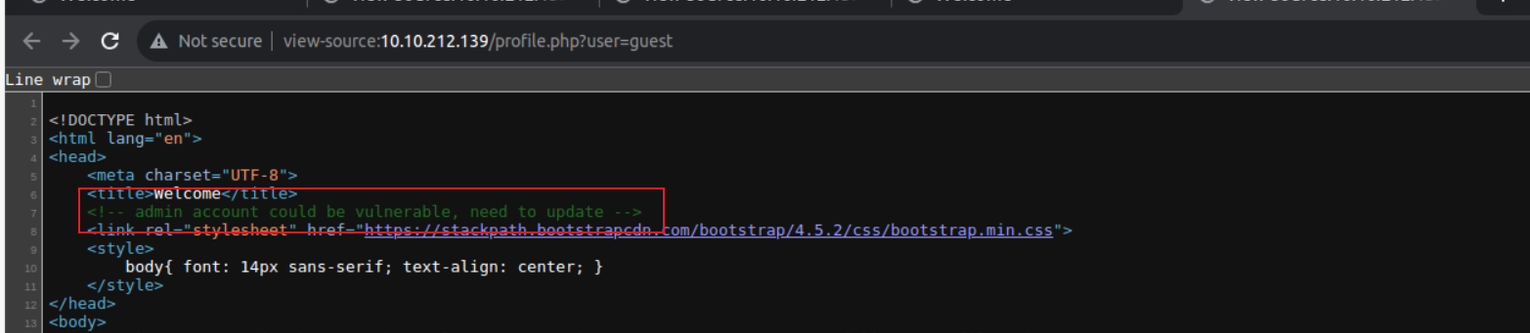 Not secure | view-source:10.10.212.139/profile.php?user=guest
Line wrap
1
2 <!DOCTYPE html>
3 <html lang="en">
4 <head>
5 <meta charset="UTF-8">
6 <title>Welcome</title>
7 <!-- admin account could be vulnerable, need to update -->
8 <link rel="stylesheet" href="https://stackpath.bootstrapcdn.com/bootstrap/4.5.2/css/bootstrap.min.css">
9 <style>
10 body{ font: 14px sans-serif; text-align: center; }
11 </style>
12 </head>
13 <body>